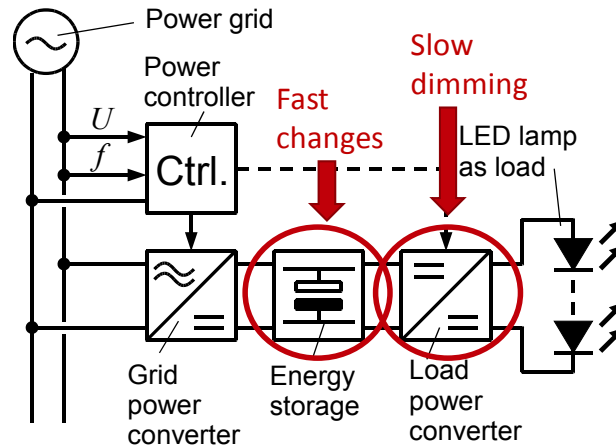 Power grid
Power
controller
Slow
dimming
Fast
changes
U
f
Ctrl.
LED lamp
as load
Grid
power
converter
Energy
storage
Load
power
converter